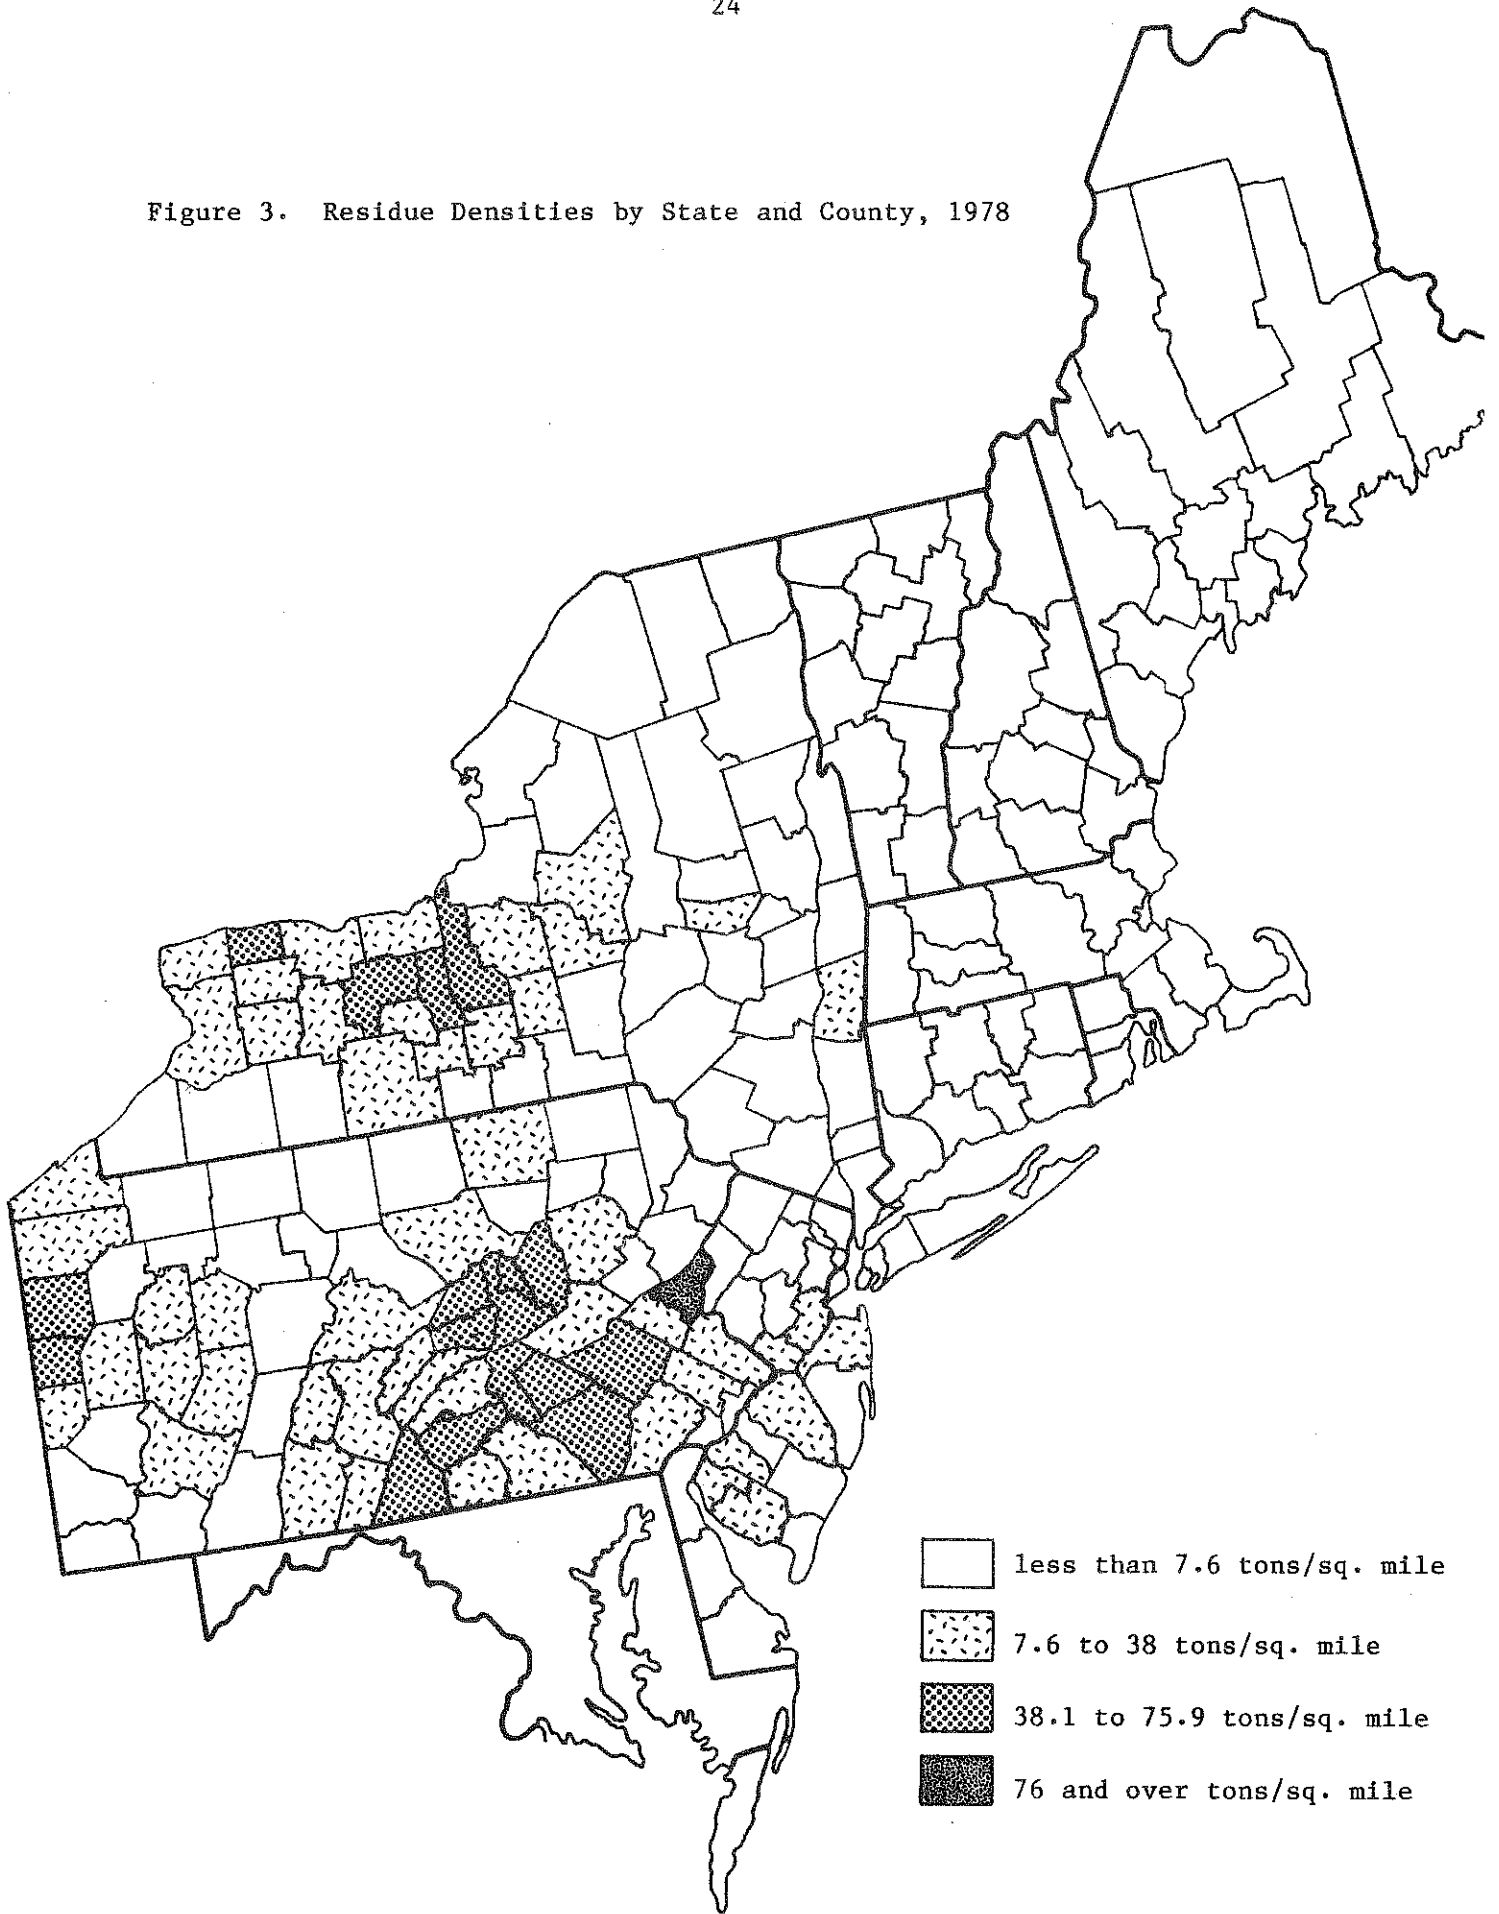 24
Figure 3. Residue Densities by State and County, 1978
less than 7.6 tons/sq. mile
7.6 to 38 tons/sq. mile
38.1 to 75.9 tons/sq. mile
76 and over tons/sq. mile